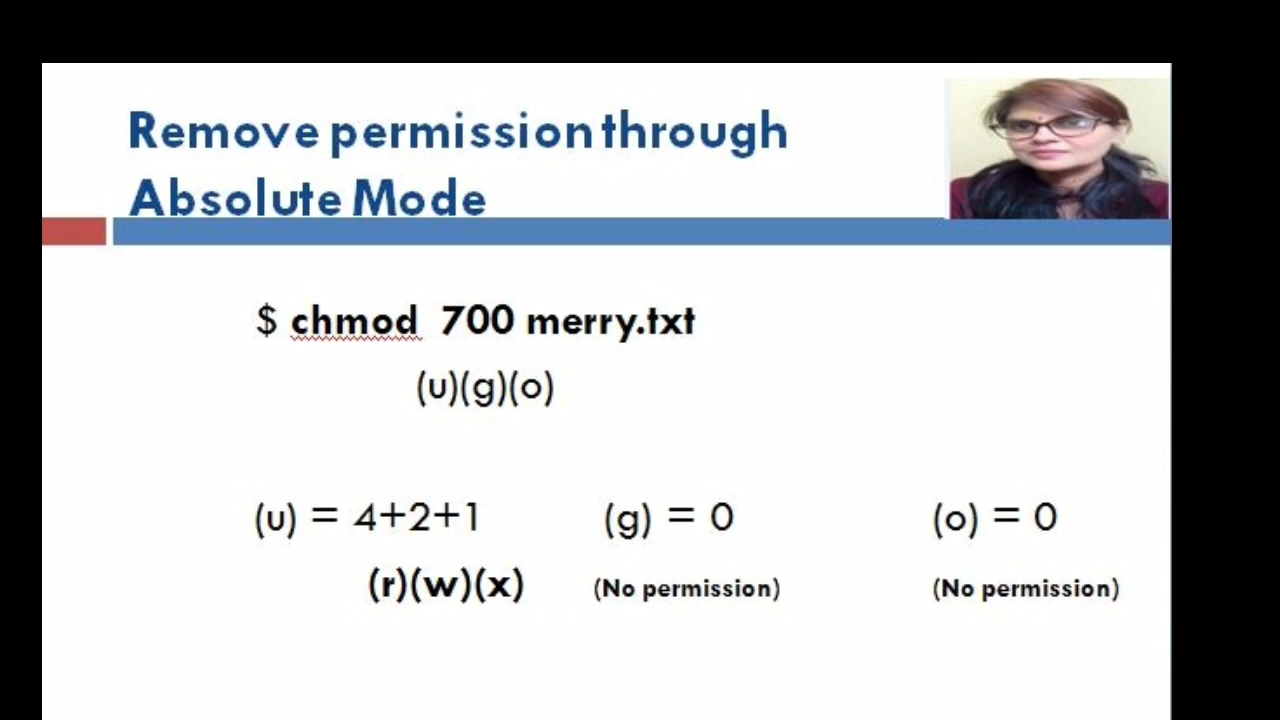 Remove permission through
Absolute Mode
$ chmod 700 merry.txt
(u)(g)(o)
(u) = 4+2+1 (g) = 0 (o) = 0
(r)(w)(x) (No permission) (No permission)